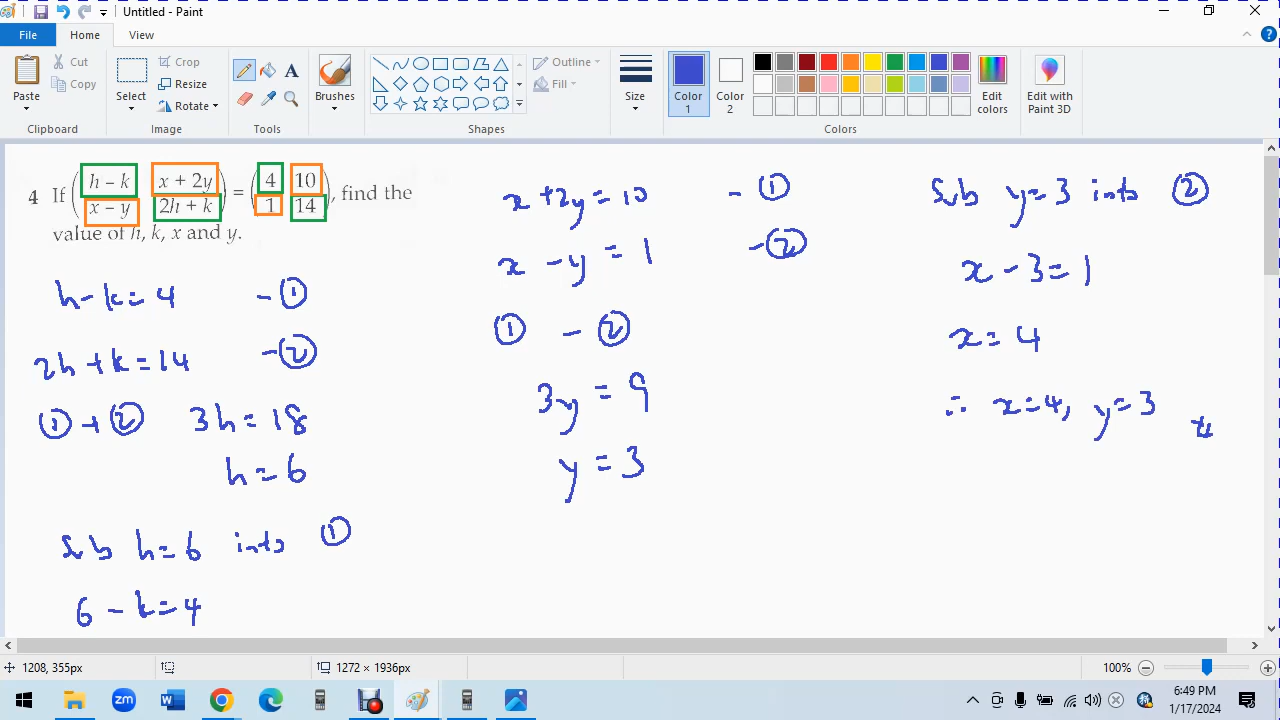 Untitled - Paint
File Home View
Paste
Cut
Copy
Clipboard
Select
Crop
Resize
Rotate
Image
Tools
Brushes
Shapes
Outline
Fill
Size
Color 1
Color 2
Colors
Edit colors
Edit with Paint 3D
4 If ( h – k x + 2y ) = ( 4 10 ) , find the
x – y 2h + k 1 14
value of h, k, x and y.
h - k = 4 - ①
2h + k = 14 - ②
① + ② 3h = 18
h = 6
Sub h = 6 into ①
6 - k = 4
x + 2y = 10 - ①
x - y = 1 - ②
① - ②
3y = 9
y = 3
Sub y = 3 into ②
x - 3 = 1
x = 4
∴ x = 4, y = 3
1208, 355px
1272 × 1936px
100%
zm
W
6:49 PM
1/17/2024